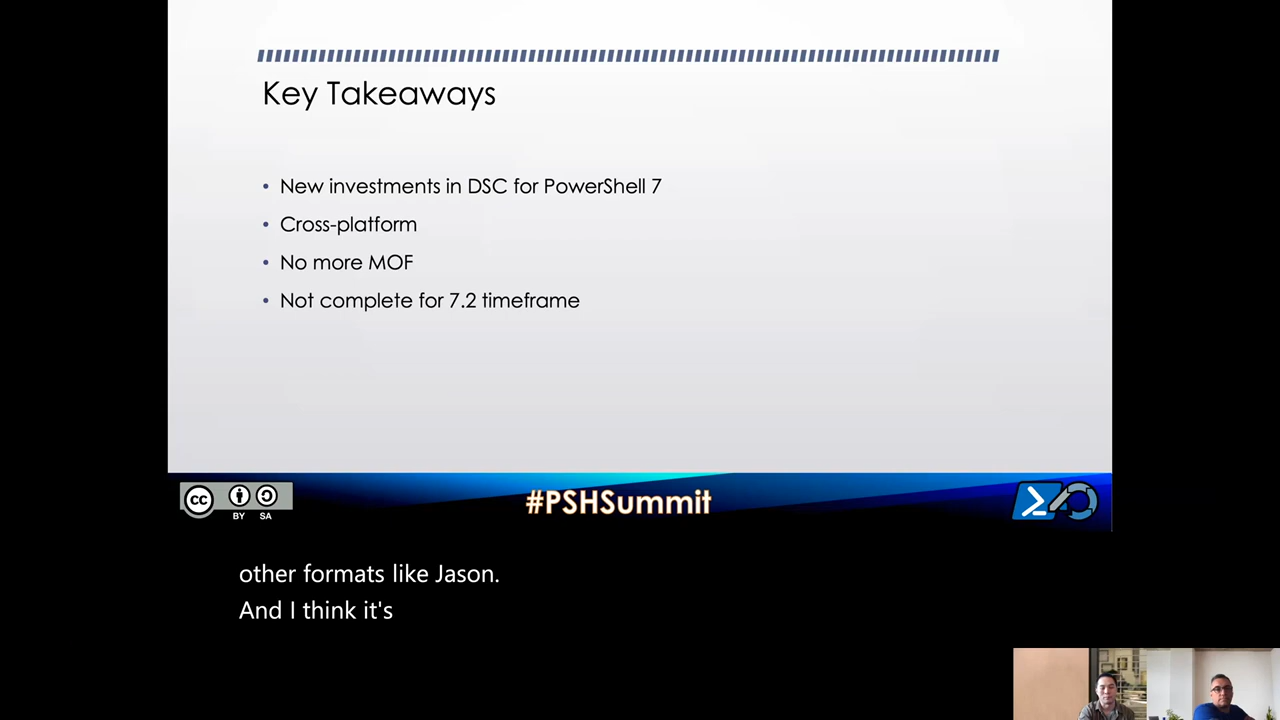 Key Takeaways
• New investments in DSC for PowerShell 7
• Cross-platform
• No more MOF
• Not complete for 7.2 timeframe
cc
BY SA
#PSHSummit
other formats like Jason.
And I think it's